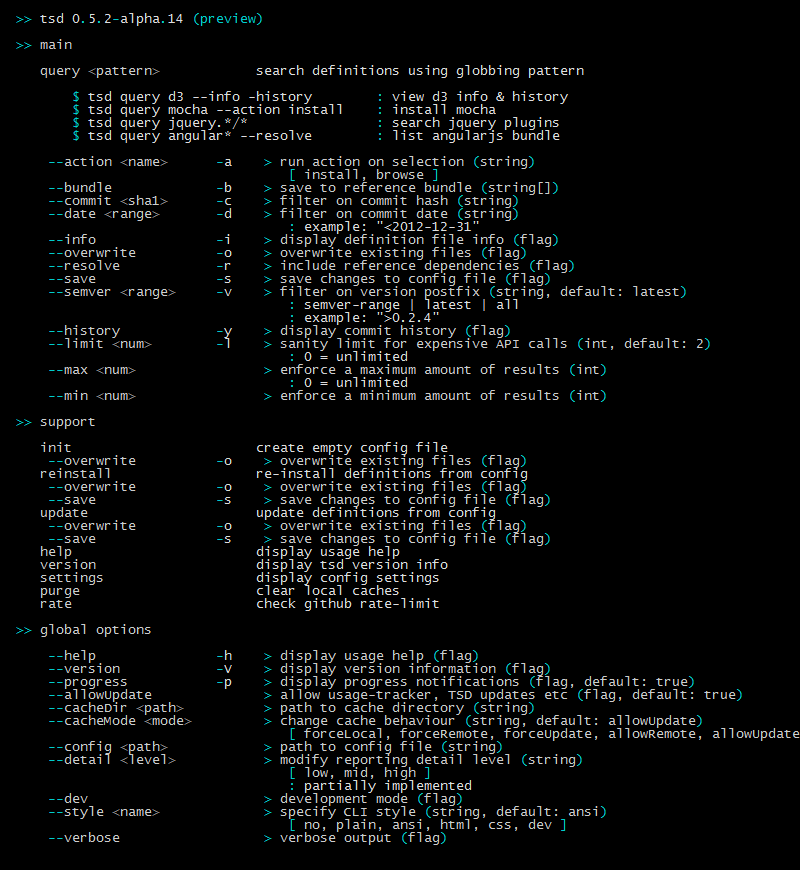 >> tsd 0.5.2-alpha.14 (preview)
>> main
query <pattern> search definitions using globbing pattern
$ tsd query d3 --info -history : view d3 info & history
$ tsd query mocha --action install : install mocha
$ tsd query jquery.*/* : search jquery plugins
$ tsd query angular* --resolve : list angularjs bundle
--action <name> -a > run action on selection (string)
[ install, browse ]
--bundle -b > save to reference bundle (string[])
--commit <sha1> -c > filter on commit hash (string)
--date <range> -d > filter on commit date (string)
: example: "<2012-12-31"
--info -i > display definition file info (flag)
--overwrite -o > overwrite existing files (flag)
--resolve -r > include reference dependencies (flag)
--save -s > save changes to config file (flag)
--semver <range> -v > filter on version postfix (string, default: latest)
: semver-range | latest | all
: example: ">0.2.4"
--history -y > display commit history (flag)
--limit <num> -l > sanity limit for expensive API calls (int, default: 2)
: 0 = unlimited
--max <num> > enforce a maximum amount of results (int)
: 0 = unlimited
--min <num> > enforce a minimum amount of results (int)
>> support
init create empty config file
--overwrite -o > overwrite existing files (flag)
reinstall re-install definitions from config
--overwrite -o > overwrite existing files (flag)
--save -s > save changes to config file (flag)
update update definitions from config
--overwrite -o > overwrite existing files (flag)
--save -s > save changes to config file (flag)
help display usage help
version display tsd version info
settings display config settings
purge clear local caches
rate check github rate-limit
>> global options
--help -h > display usage help (flag)
--version -V > display version information (flag)
--progress -p > display progress notifications (flag, default: true)
--allowUpdate > allow usage-tracker, TSD updates etc (flag, default: true)
--cacheDir <path> > path to cache directory (string)
--cacheMode <mode> > change cache behaviour (string, default: allowUpdate)
[ forceLocal, forceRemote, forceUpdate, allowRemote, allowUpdate
--config <path> > path to config file (string)
--detail <level> > modify reporting detail level (string)
[ low, mid, high ]
: partially implemented
--dev > development mode (flag)
--style <name> > specify CLI style (string, default: ansi)
[ no, plain, ansi, html, css, dev ]
--verbose > verbose output (flag)